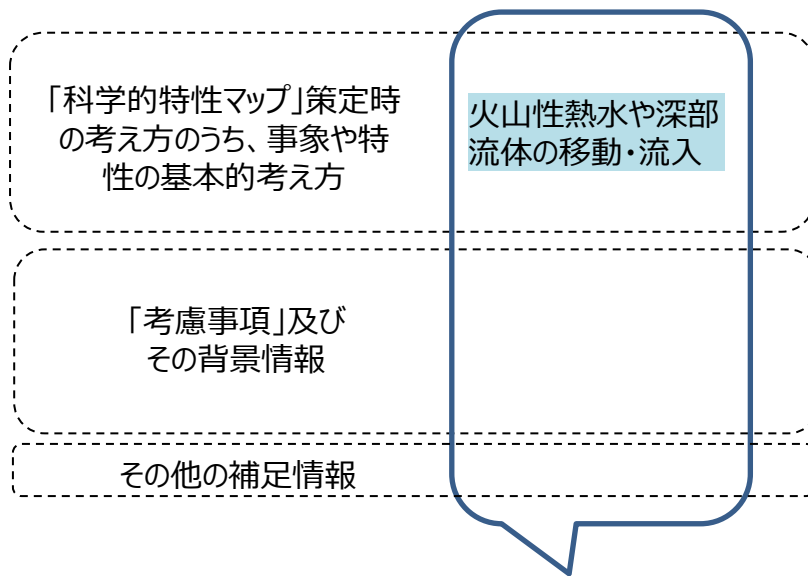 「科学的特性マップ」策定時
の考え方のうち、事象や特
性の基本的考え方
火山性熱水や深部
流体の移動・流入
「考慮事項」及び
その背景情報
その他の補足情報